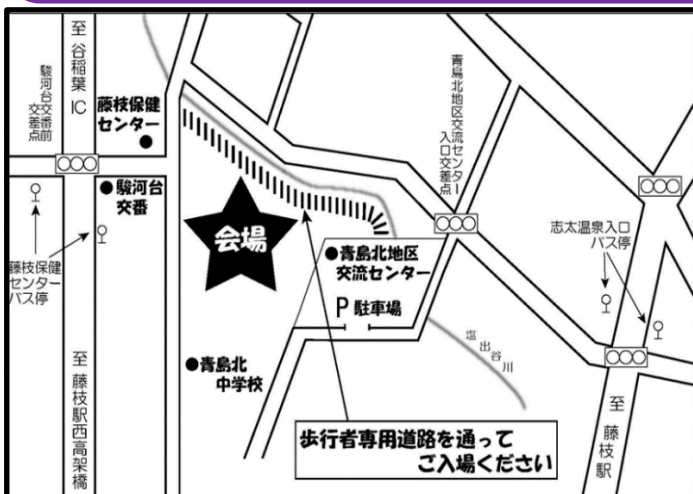 至 谷稲葉 IC
駿河台交番前
交差点
藤枝保健
センター
青島北地区交流センター
入口交差点
駿河台
交番
会場
志太温泉入口
バス停
藤枝保健
センター
バス停
青島北地区
交流センター
P 駐車場
塩出谷川
青島北
中学校
至 藤枝駅西高架橋
至 藤枝駅
歩行者専用道路を通って
ご入場ください